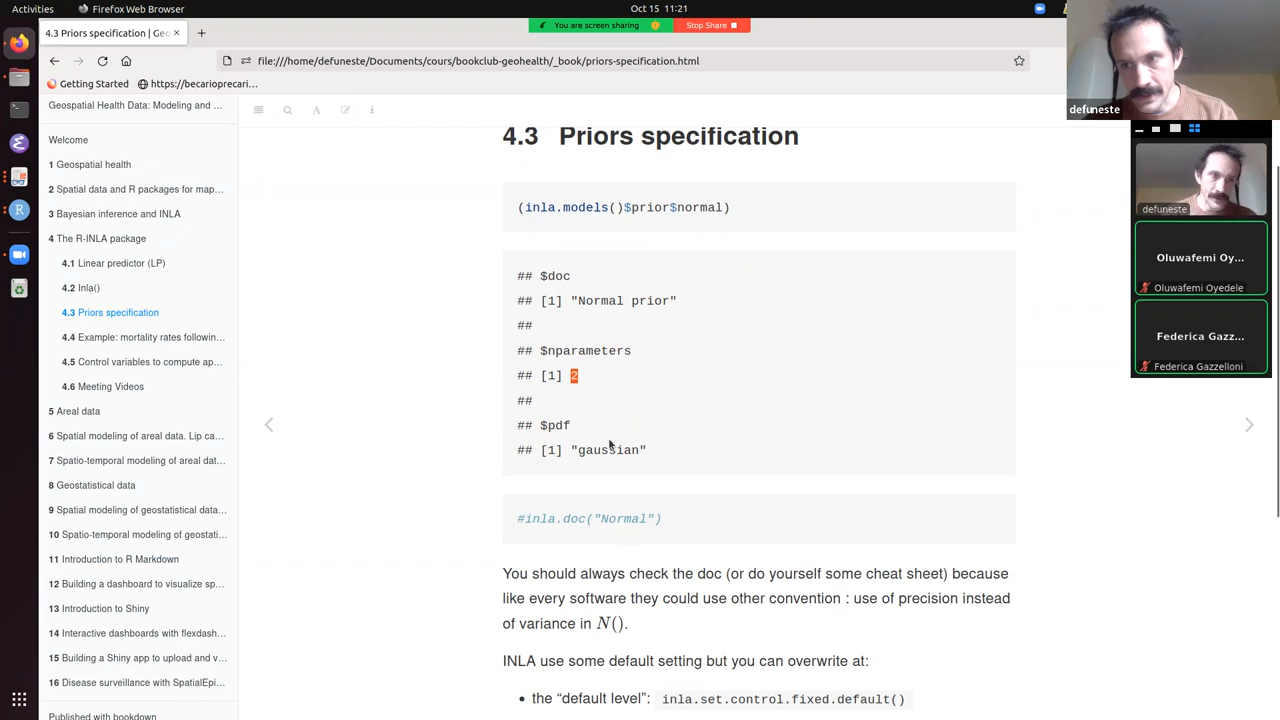 Activities
Firefox Web Browser
Oct 15 11:21
4.3 Priors specification | Geo
You are screen sharing
Stop Share
file:///home/defuneste/Documents/cours/bookclub-geohealth/_book/priors-specification.html
Getting Started
https://becarioprecari...
defuneste
Geospatial Health Data: Modeling and ...
Welcome
1 Geospatial health
2 Spatial data and R packages for map...
3 Bayesian inference and INLA
4 The R-INLA package
4.1 Linear predictor (LP)
4.2 Inla()
4.3 Priors specification
4.4 Example: mortality rates followin...
4.5 Control variables to compute ap...
4.6 Meeting Videos
5 Areal data
6 Spatial modeling of areal data. Lip ca...
7 Spatio-temporal modeling of areal dat...
8 Geostatistical data
9 Spatial modeling of geostatistical data...
10 Spatio-temporal modeling of geostati...
11 Introduction to R Markdown
12 Building a dashboard to visualize sp...
13 Introduction to Shiny
14 Interactive dashboards with flexdash...
15 Building a Shiny app to upload and v...
16 Disease surveillance with SpatialEpi...
Published with bookdown
4.3 Priors specification
(inla.models()$prior$normal)
## $doc
## [1] "Normal prior"
##
## $nparameters
## [1] 2
##
## $pdf
## [1] "gaussian"
#inla.doc("Normal")
You should always check the doc (or do yourself some cheat sheet) because
like every software they could use other convention : use of precision instead
of variance in N().
INLA use some default setting but you can overwrite at:
• the “default level”: inla.set.control.fixed.default()
defuneste
Oluwafemi Oy...
Oluwafemi Oyedele
Federica Gazz...
Federica Gazzelloni